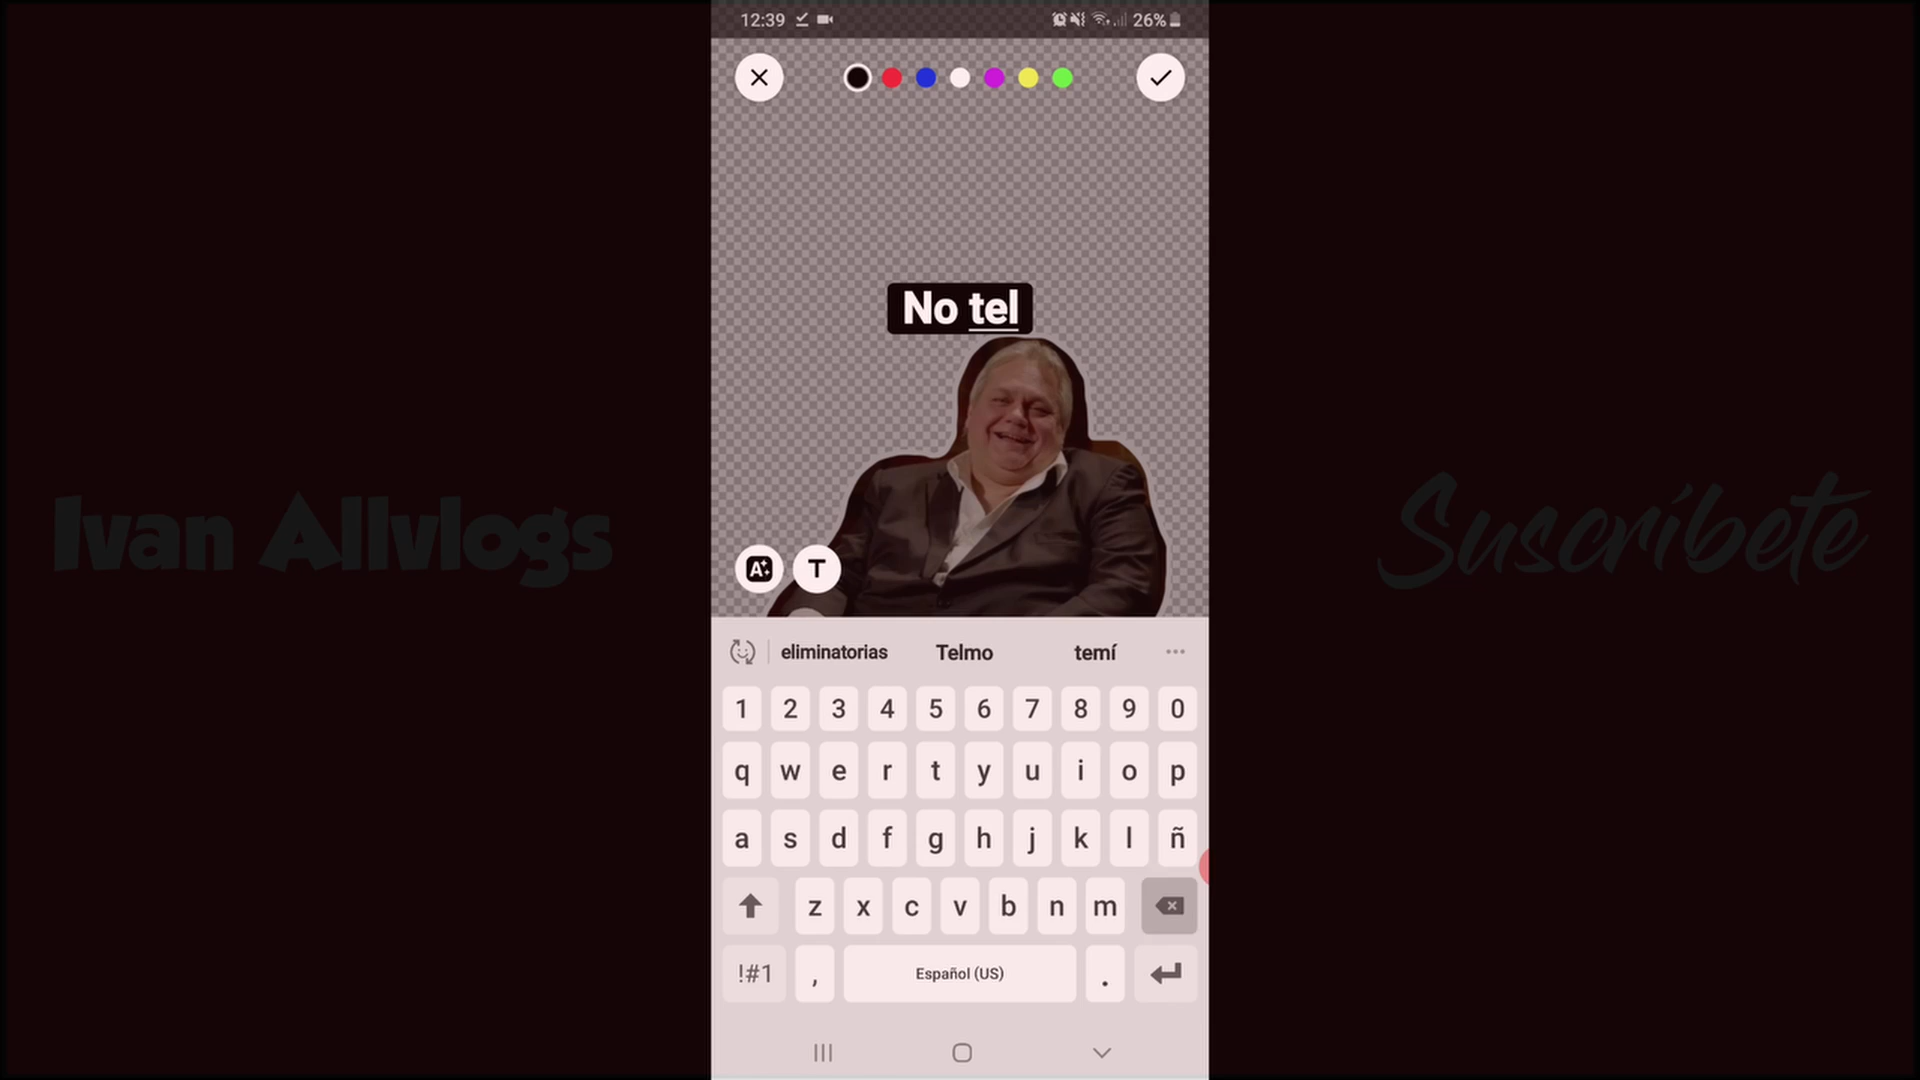 12:39
26%
No tel
Ivan Allvlogs
Suscríbete
A T
eliminatorias Telmo temí
1 2 3 4 5 6 7 8 9 0
q w e r t y u i o p
a s d f g h j k l ñ
z x c v b n m
!#1 , Español (US) .